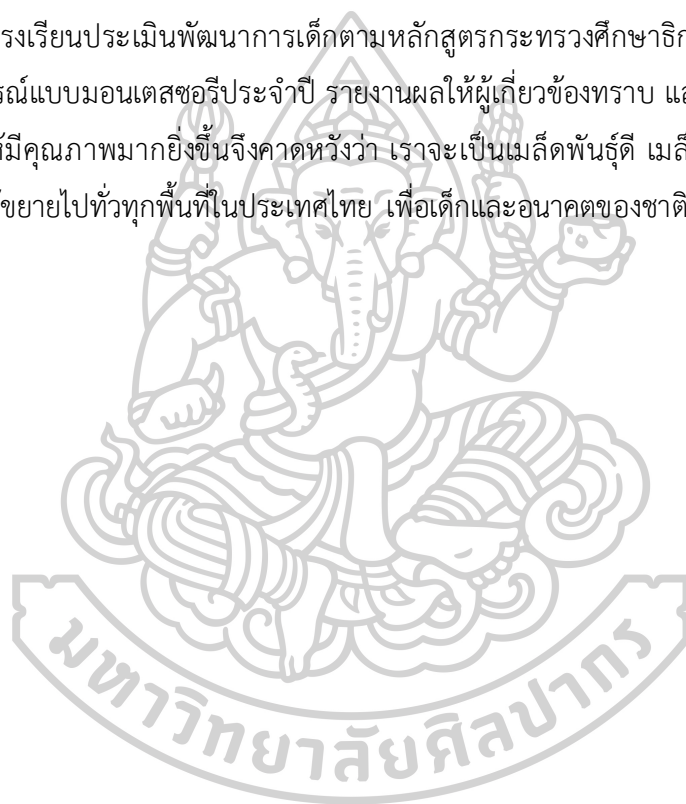 รงเรียนประเมินพัฒนาการเด็กตามหลักสูตรกระทรวงศึกษาธิก
รณ์แบบมอนเตสซอรีประจำปี รายงานผลให้ผู้เกี่ยวข้องทราบ แล
ห้มีคุณภาพมากยิ่งขึ้นจึงคาดหวังว่า เราจะเป็นเมล็ดพันธุ์ดี เมล็
ขยายไปทั่วทุกพื้นที่ในประเทศไทย เพื่อเด็กและอนาคตของชาติ
มหาวิทยาลัยศิลปากร